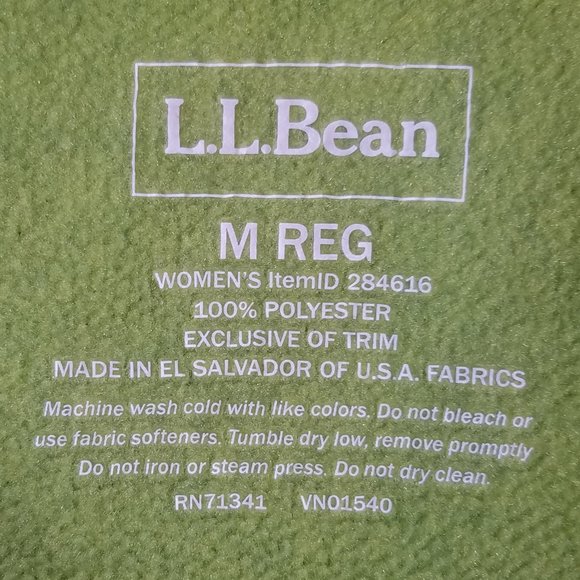 L.L.Bean
M REG
WOMEN'S ItemID 284616
100% POLYESTER
EXCLUSIVE OF TRIM
MADE IN EL SALVADOR OF U.S.A. FABRICS
Machine wash cold with like colors. Do not bleach or
use fabric softeners. Tumble dry low, remove promptly
Do not iron or steam press. Do not dry clean.
RN71341 VN01540